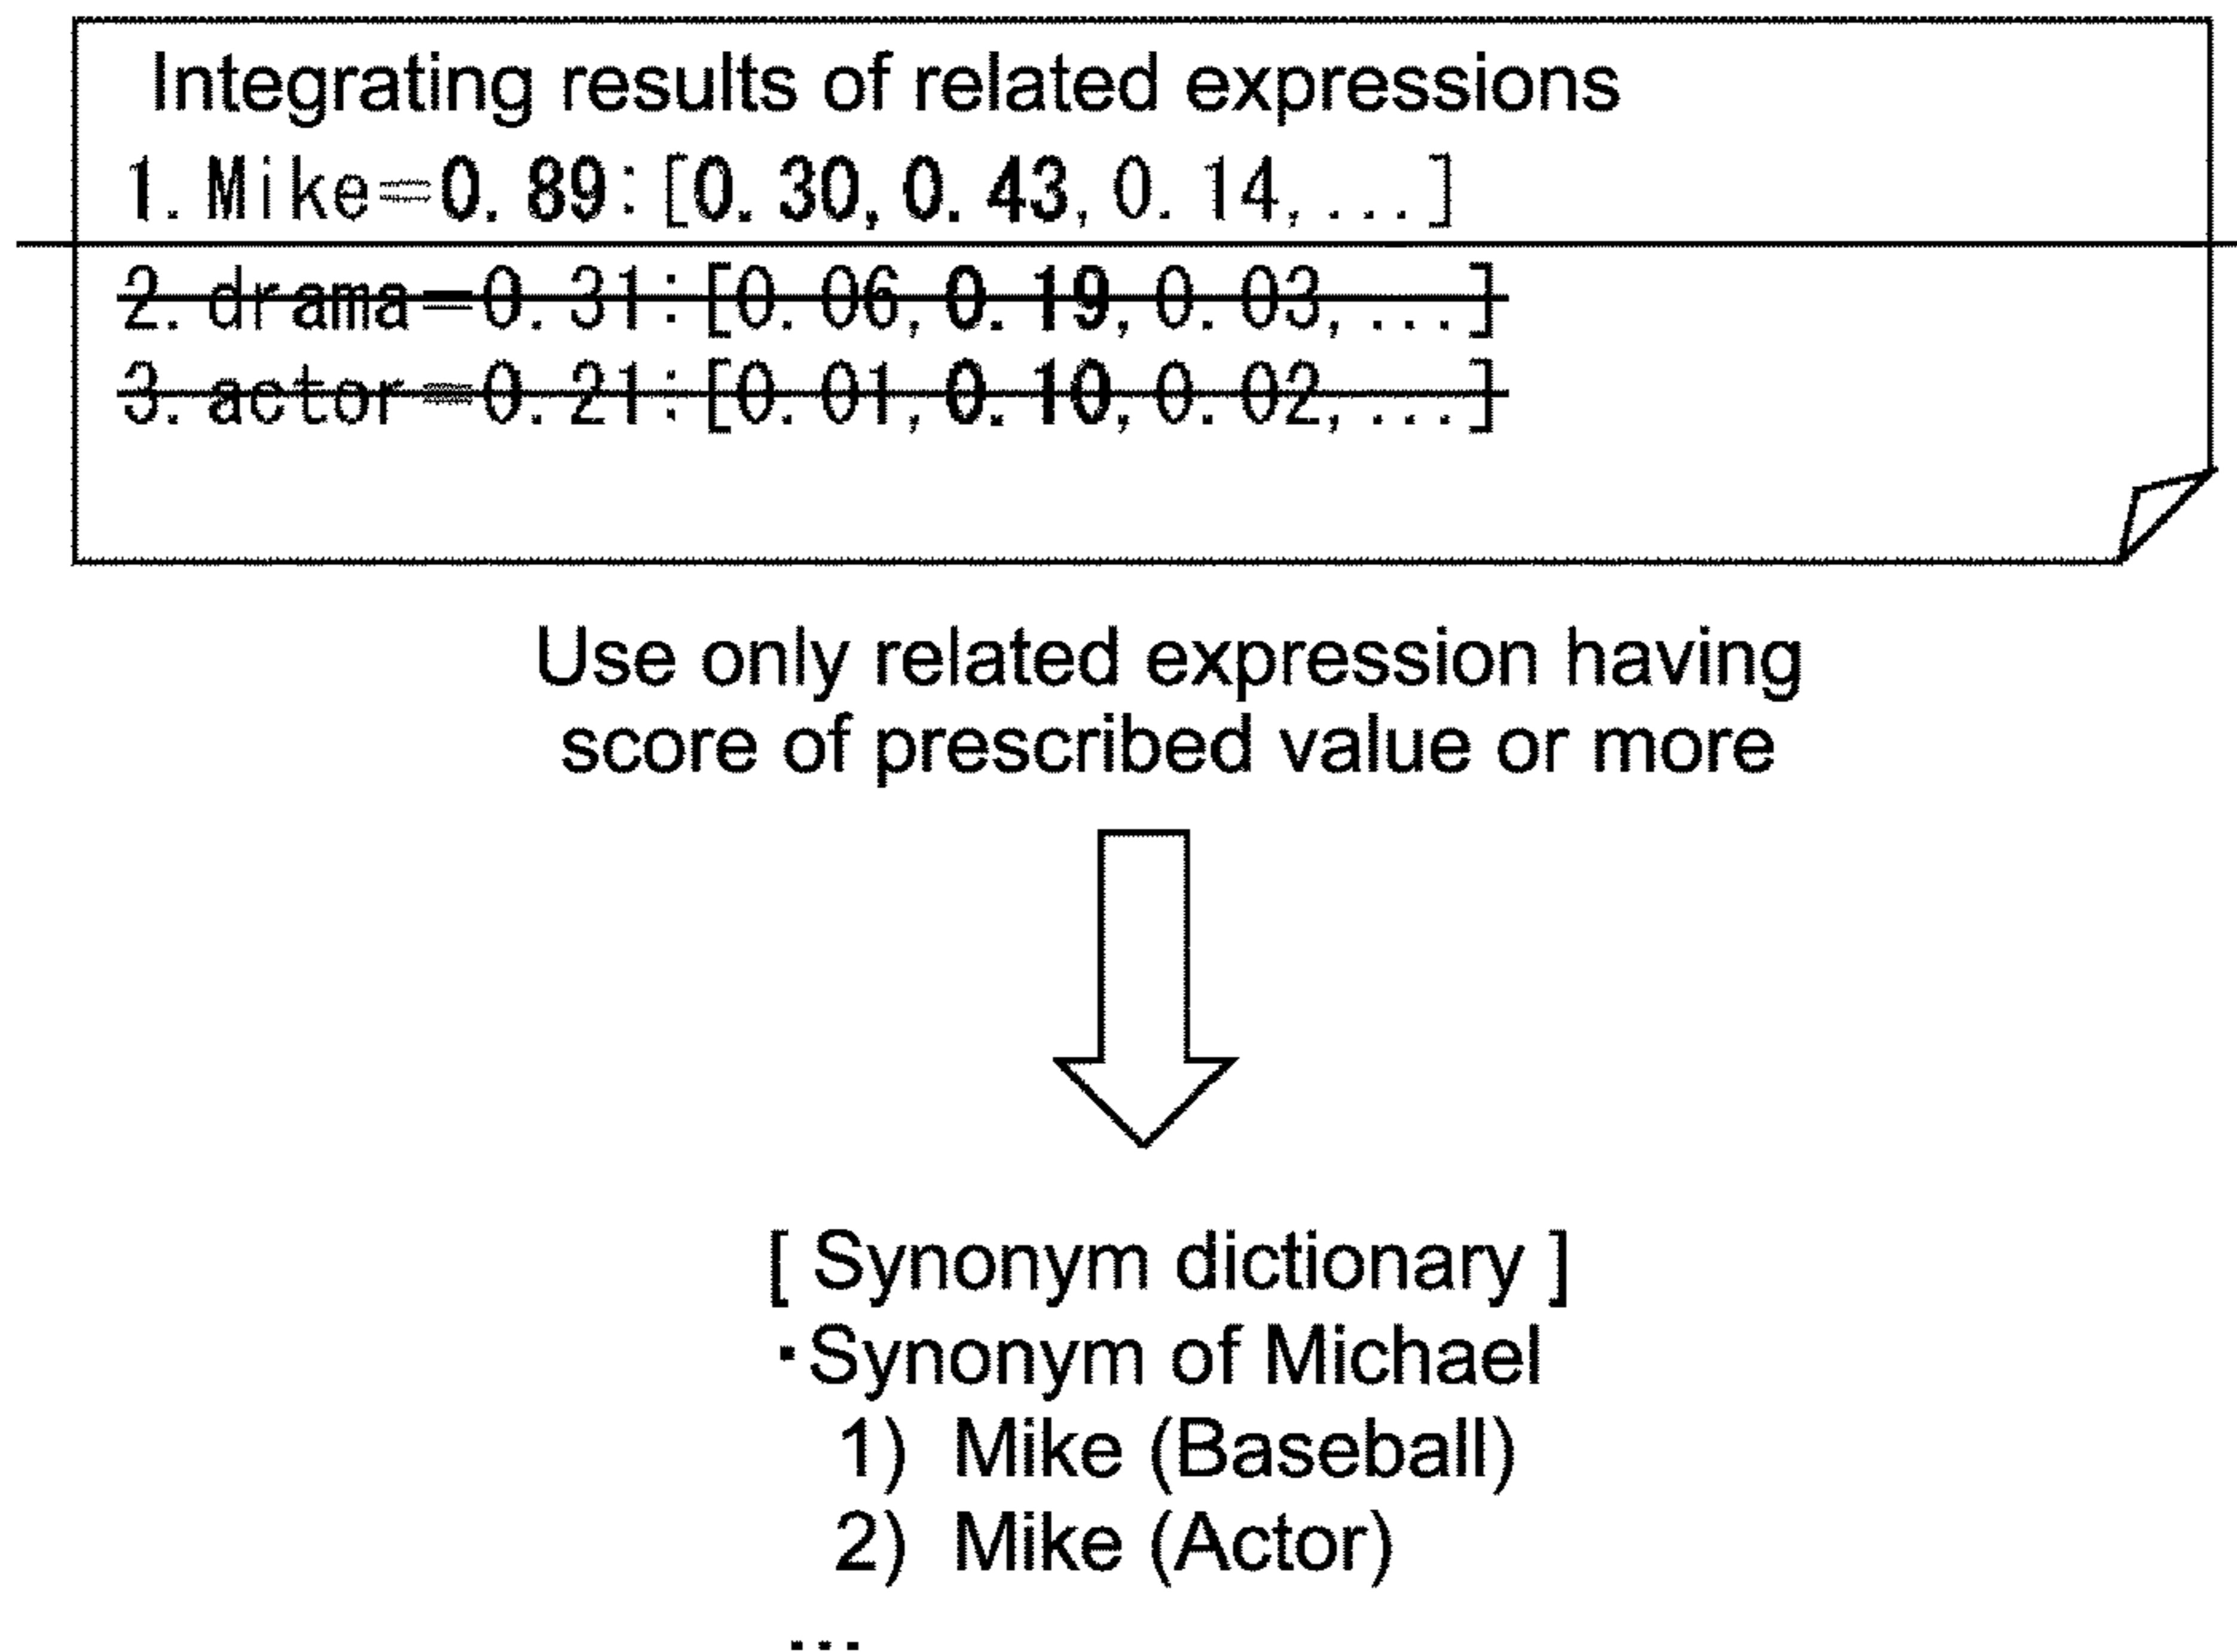 Integrating results of related expressions
1. Mike=0.89:[0.30,0.43,0.14,...]
2. drama=0.31:[0.06,0.19,0.03,...]
3. actor=0.21:[0.01,0.10,0.02,...]
Use only related expression having
score of prescribed value or more
[ Synonym dictionary ]
・Synonym of Michael
1) Mike (Baseball)
2) Mike (Actor)
...